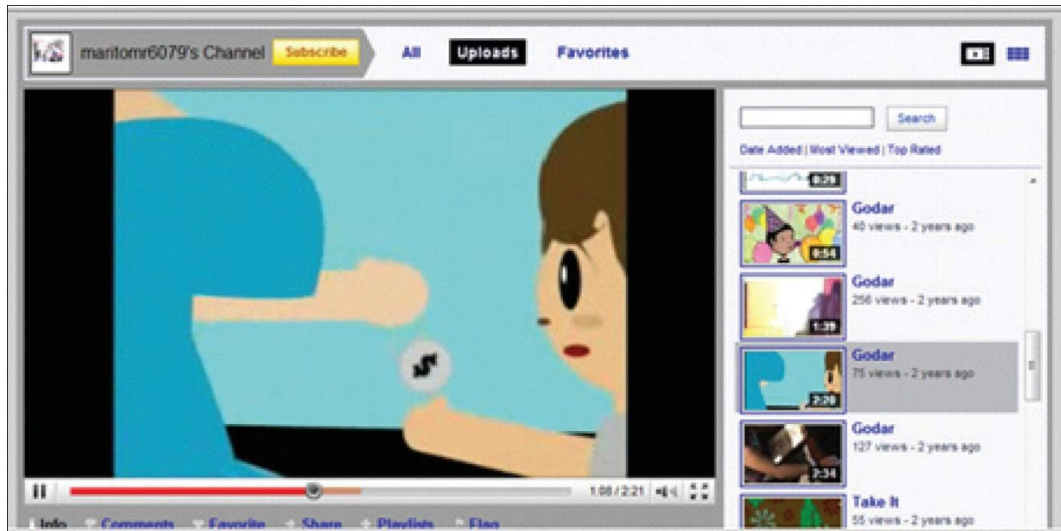 maritomr6079's Channel Subscribe All Uploads Favorites
Search
Date Added | Most Viewed | Top Rated
0:29
Godar
40 views - 2 years ago
0:54
Godar
256 views - 2 years ago
1:39
Godar
75 views - 2 years ago
2:20
Godar
127 views - 2 years ago
2:34
Take It
55 views - 2 years ago
1:08 / 2:21
Info Comments Favorite Share Playlists Flag